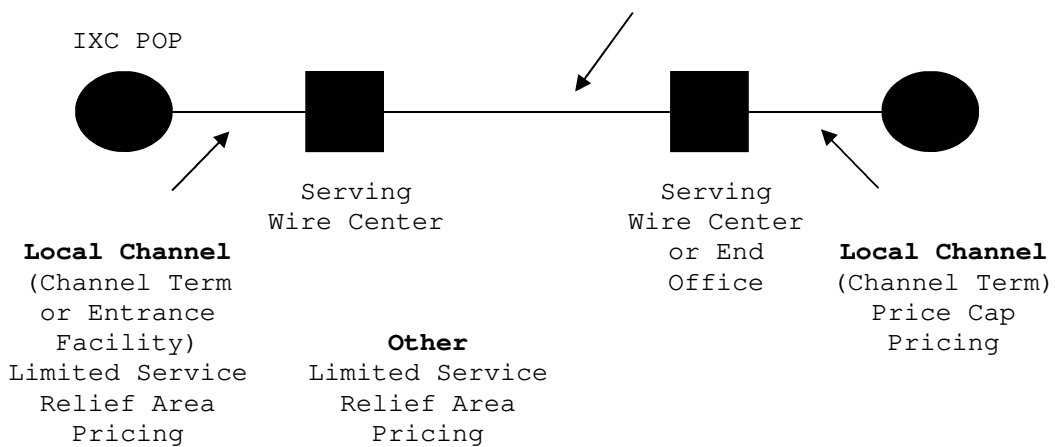 IXC POP
Serving
Wire Center
Serving
Wire Center
or End
Office
Local Channel
(Channel Term
or Entrance
Facility)
Limited Service
Relief Area
Pricing
Other
Limited Service
Relief Area
Pricing
Local Channel
(Channel Term)
Price Cap
Pricing